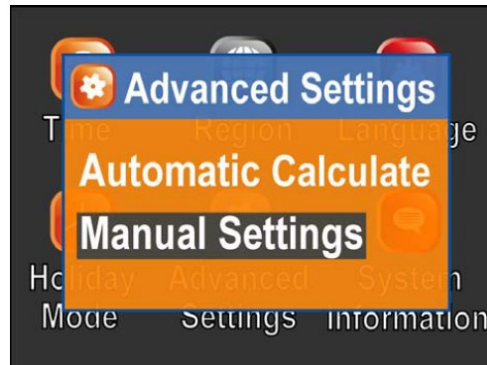 Advanced Settings
Time Region Language
Automatic Calculate
Manual Settings
Holiday Advanced System
Mode Settings Information